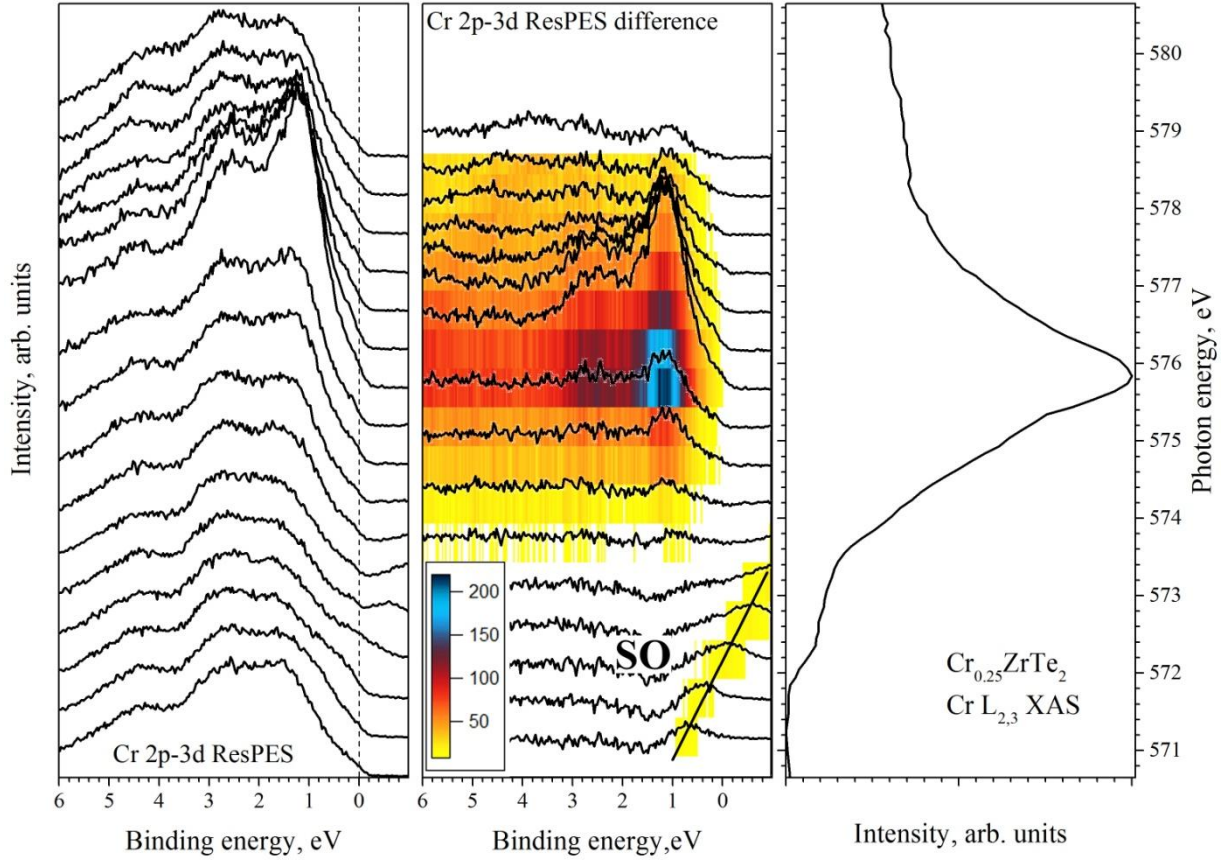 Intensity, arb. units
Cr 2p-3d ResPES
6 5 4 3 2 1 0
Binding energy, eV
Cr 2p-3d ResPES difference
200
150
100
50
SO
6 5 4 3 2 1 0
Binding energy,eV
580
579
578
577
576
575
574
573
572
571
Photon energy, eV
Cr0.25ZrTe2
Cr L2,3 XAS
Intensity, arb. units